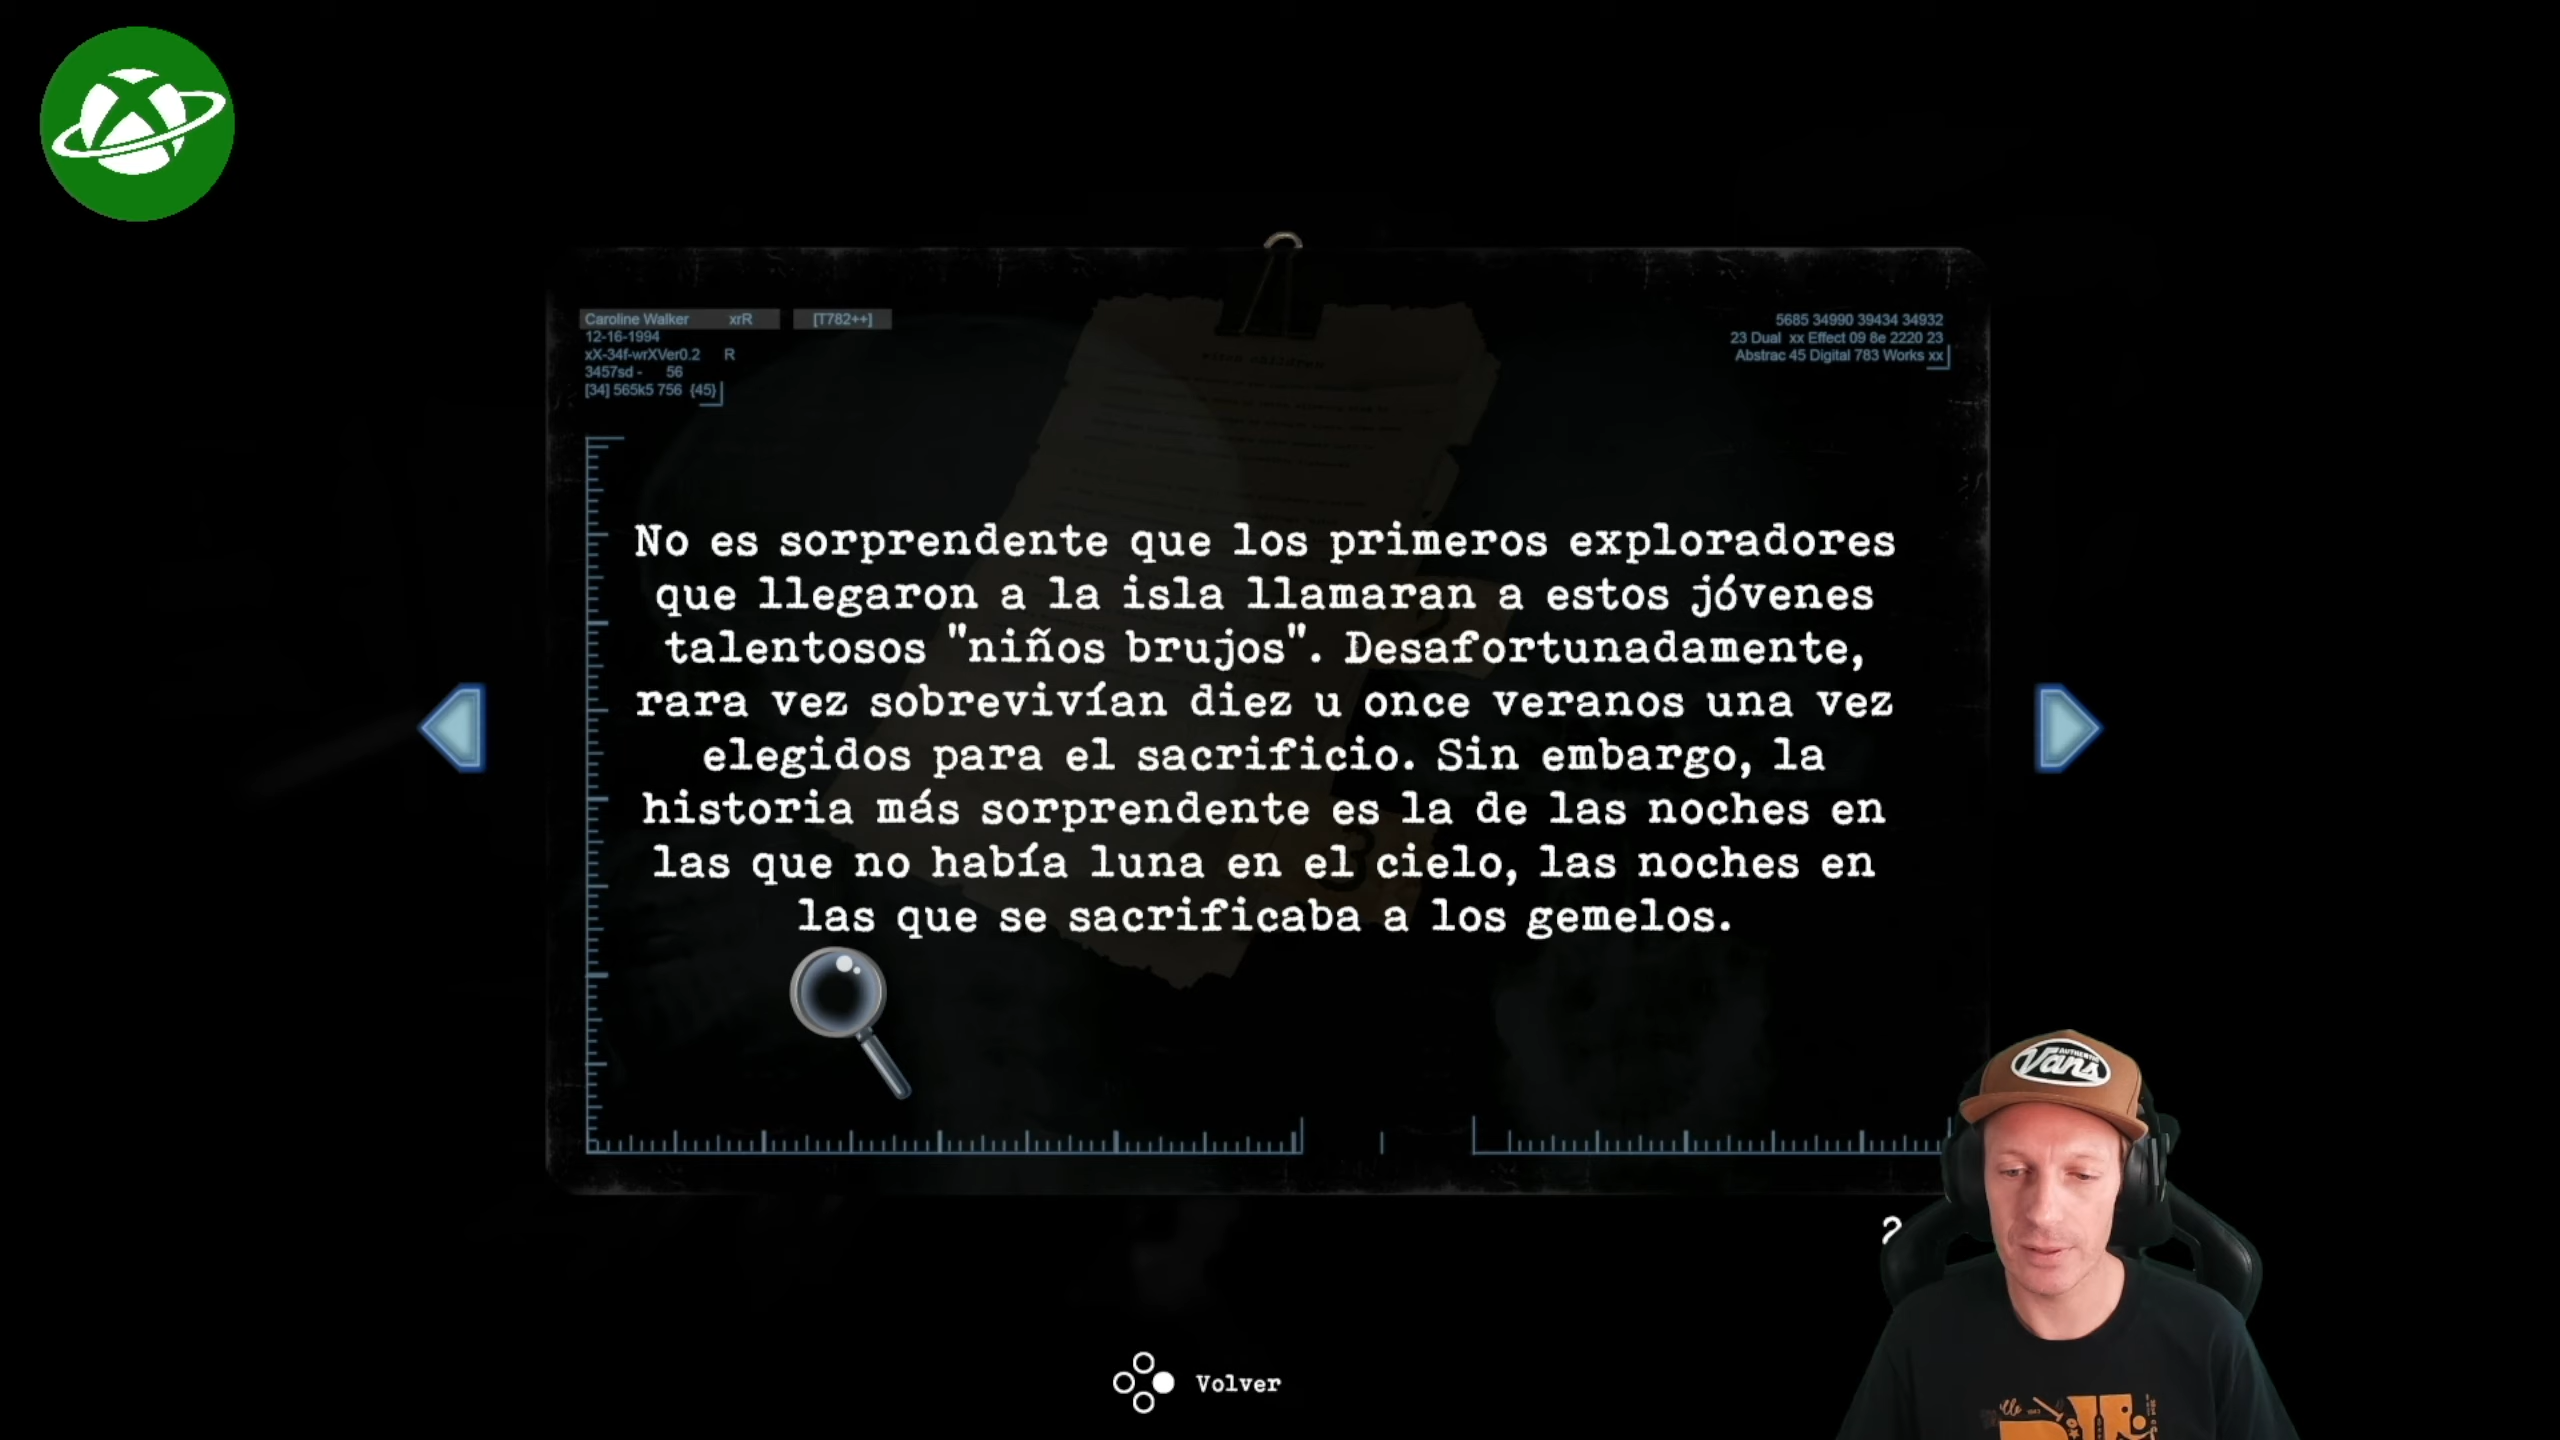 Caroline Walker xrR [T782++]
12-16-1994
xX-34f-wrXVer0.2 R
3457sd - 56
[34] 565k5 756 {45}
5685 34990 39434 34932
23 Dual xx Effect 09 8e 2220 23
Abstrac 45 Digital 783 Works xx
No es sorprendente que los primeros exploradores
que llegaron a la isla llamaran a estos jóvenes
talentosos "niños brujos". Desafortunadamente,
rara vez sobrevivían diez u once veranos una vez
elegidos para el sacrificio. Sin embargo, la
historia más sorprendente es la de las noches en
las que no había luna en el cielo, las noches en
las que se sacrificaba a los gemelos.
3
2
AUTHENTIC
Vans
Volver